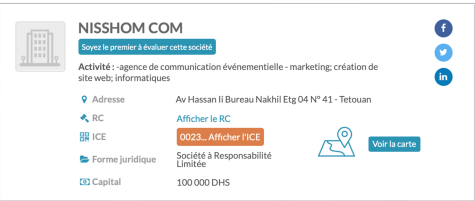 NISSHOM COM
Soyez le premier à évaluer cette société
Activité : -agence de communication événementielle - marketing; création de
site web; informatiques
Adresse Av Hassan Ii Bureau Nakhil Etg 04 N° 41 - Tetouan
RC Afficher le RC
ICE 0023... Afficher l'ICE
Forme juridique Société à Responsabilité
Limitée
Voir la carte
Capital 100 000 DHS